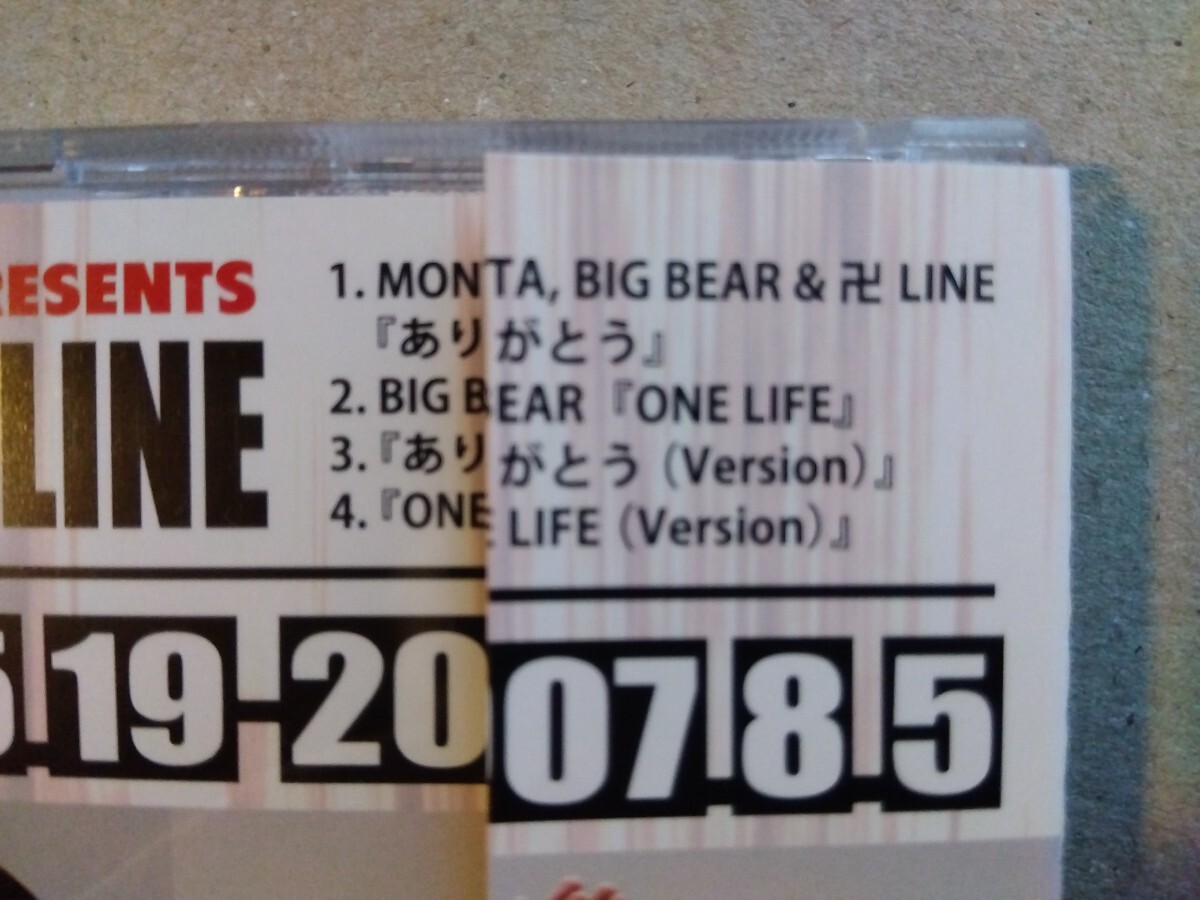 RESENTS
LINE
1. MONTA, BIG BEAR & 卍 LINE
『ありがとう』
2. BIG BEAR『ONE LIFE』
3.『ありがとう (Version)』
4.『ONE LIFE (Version)』
19-2007.8.5